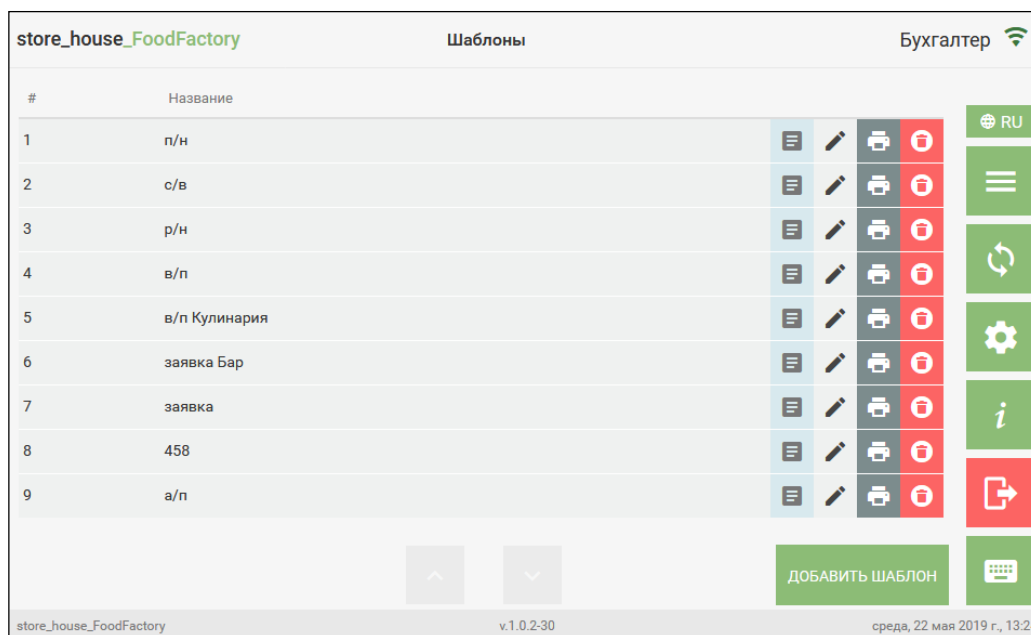 store_house_FoodFactory Шаблоны Бухгалтер
# Название
RU
1 п/н
2 с/в
3 р/н
4 в/п
5 в/п Кулинария
6 заявка Бар
7 заявка
8 458
9 а/п
ДОБАВИТЬ ШАБЛОН
store_house_FoodFactory v.1.0.2-30 среда, 22 мая 2019 г., 13:2